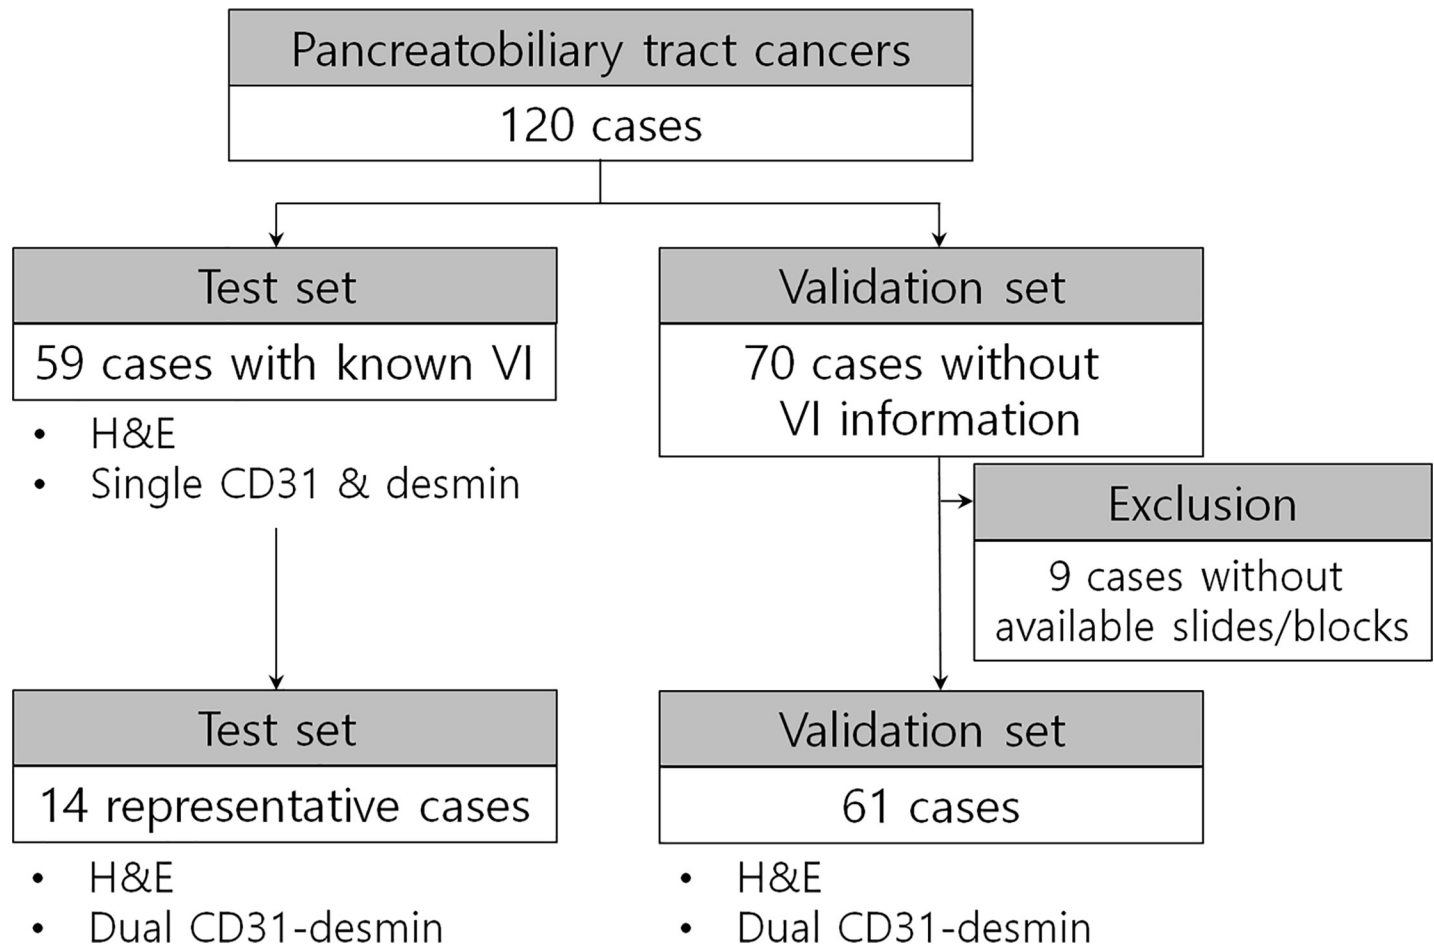 Pancreatobiliary tract cancers
120 cases
Test set
59 cases with known VI
• H&E
• Single CD31 & desmin
Validation set
70 cases without
VI information
Exclusion
9 cases without
available slides/blocks
Test set
14 representative cases
• H&E
• Dual CD31-desmin
Validation set
61 cases
• H&E
• Dual CD31-desmin